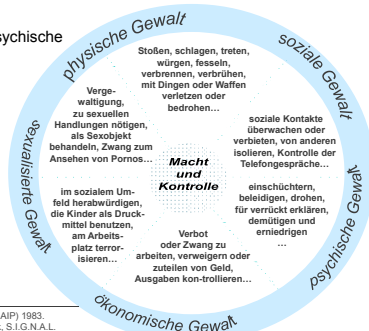 sychische
physische Gewalt
soziale Gewalt
Stoßen, schlagen, treten,
würgen, fesseln,
verbrennen, verbrühen,
mit Dingen oder Waffen
verletzen oder
bedrohen…
soziale Kontakte
überwachen oder
verbieten, von anderen
isolieren, Kontrolle der
Telefongespräche…
einschüchtern,
beleidigen, drohen,
für verrückt erklären,
demütigen und
erniedrigen
…
psychische Gewalt
Verbot
oder Zwang zu
arbeiten, verweigern oder
zuteilen von Geld,
Ausgaben kon-trollieren…
ökonomische Gewalt
im sozialem Um-
feld herabwürdigen,
die Kinder als Druck-
mittel benutzen,
am Arbeits-
platz terror-
isieren…
Verge-
waltigung,
zu sexuellen
Handlungen nötigen,
als Sexobjekt
behandeln, Zwang zum
Ansehen von Pornos…
sexualisierte Gewalt
Macht
und
Kontrolle
AIP) 1983.
S.I.G.N.A.L.